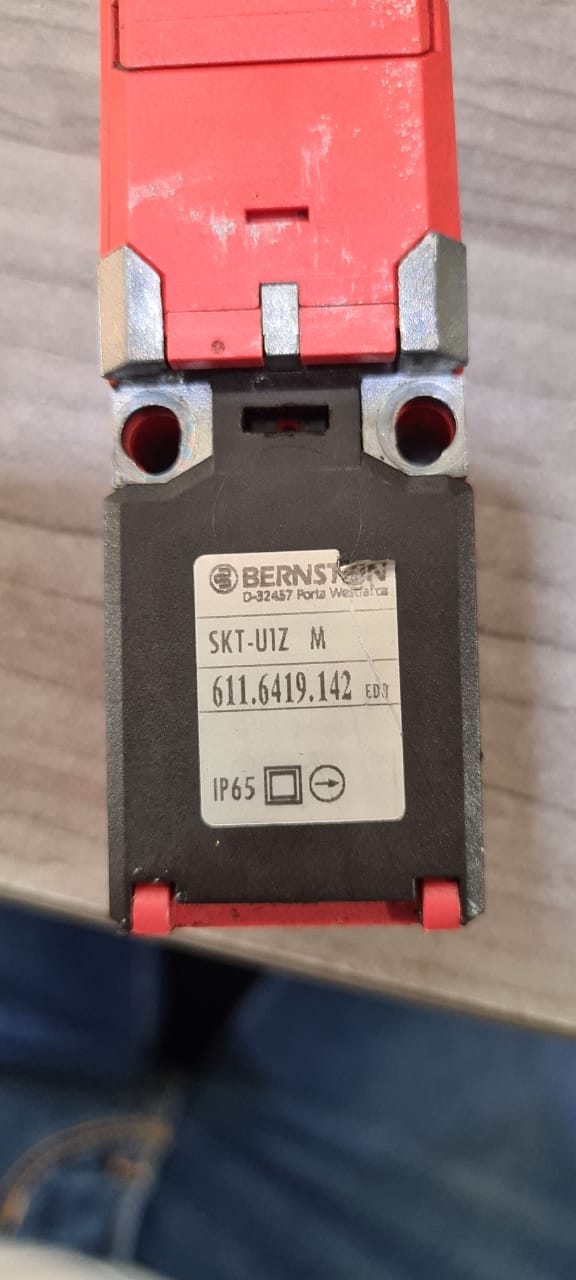 BERNSTEIN
D-32457 Porta Westfalica
SKT-U1Z M
611.6419.142
IP65